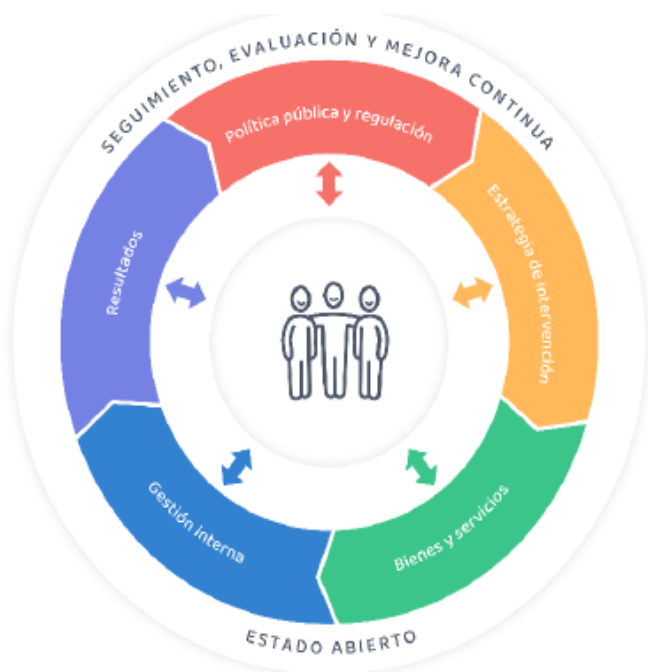 SEGUIMIENTO, EVALUACIÓN Y MEJORA CONTINUA
Política pública y regulación
Estrategia de intervención
Bienes y servicios
Gestión interna
Resultados
ESTADO ABIERTO